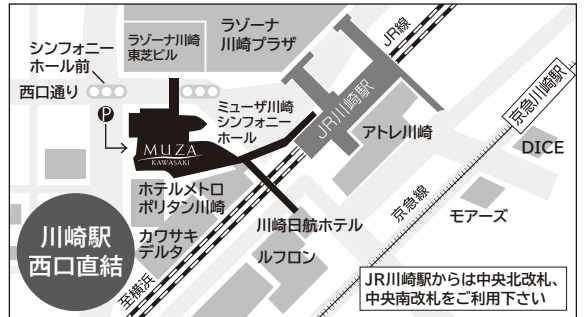 ラゾーナ
川崎プラザ
ラゾーナ川崎
東芝ビル
シンフォニー
ホール前
西口通り
P
ミューザ川崎
シンフォニー
ホール
MUZA
KAWASAKI
JR線
JR川崎駅
アトレ川崎
京急川崎駅
DICE
モアーズ
京急線
ホテルメトロ
ポリタン川崎
カワサキ
デルタ
川崎日航ホテル
ルフロン
至横浜
川崎駅
西口直結
JR川崎駅からは中央北改札、
中央南改札をご利用下さい